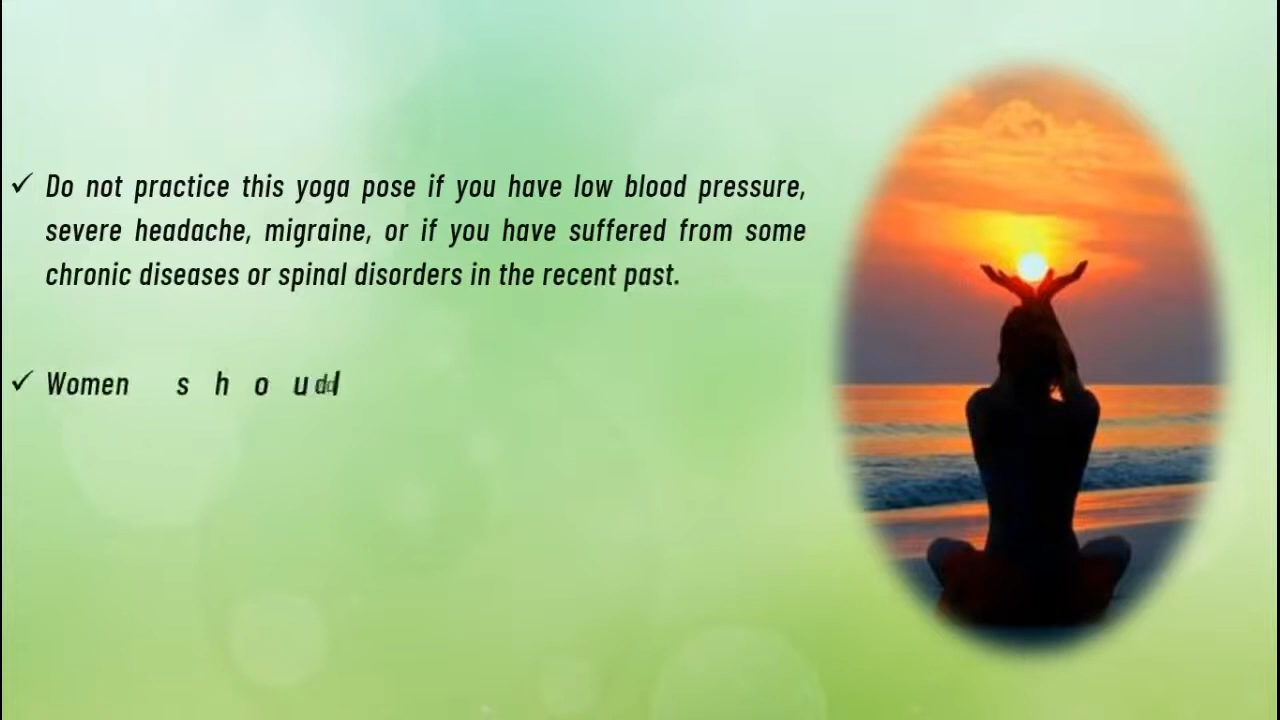 ✓ Do not practice this yoga pose if you have low blood pressure,
severe headache, migraine, or if you have suffered from some
chronic diseases or spinal disorders in the recent past.
✓ Women